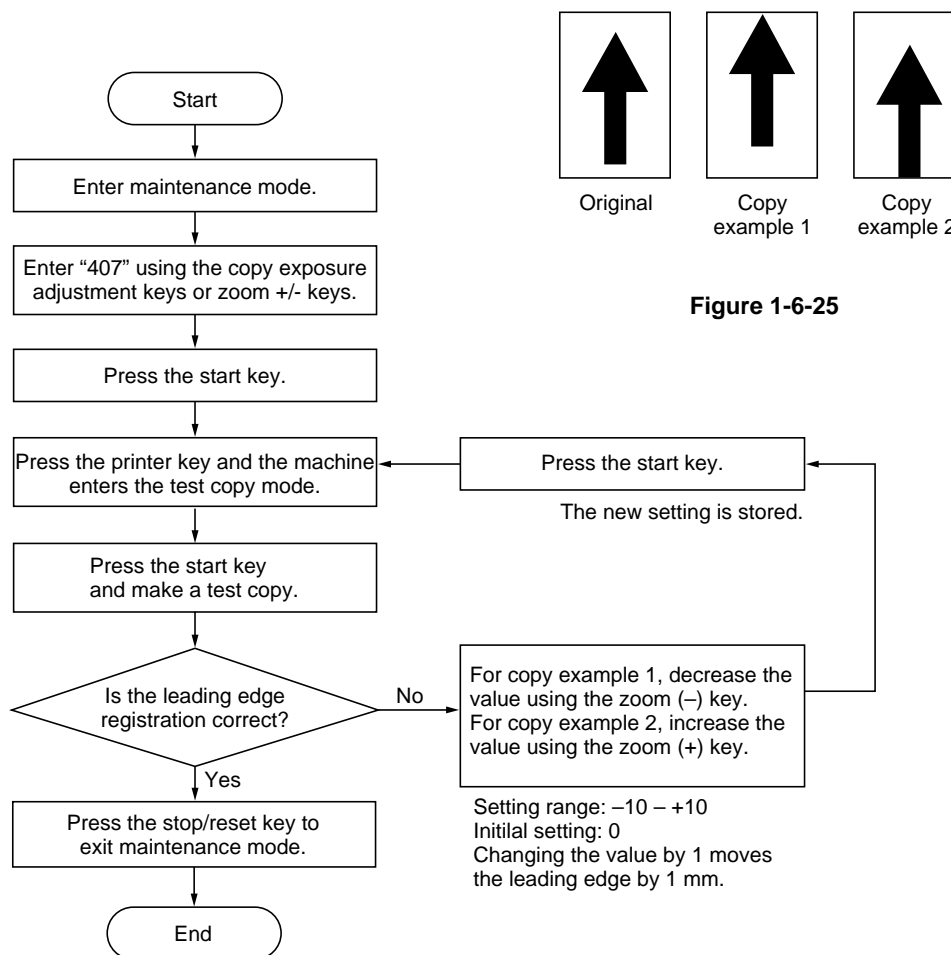 Start
Enter maintenance mode.
Enter “407” using the copy exposure
adjustment keys or zoom +/- keys.
Press the start key.
Press the printer key and the machine
enters the test copy mode.
Press the start key
and make a test copy.
Is the leading edge
registration correct?
No
Yes
Press the stop/reset key to
exit maintenance mode.
End
For copy example 1, decrease the
value using the zoom (–) key.
For copy example 2, increase the
value using the zoom (+) key.
Setting range: –10 – +10
Initilal setting: 0
Changing the value by 1 moves
the leading edge by 1 mm.
Press the start key.
The new setting is stored.
Original
Copy
example 1
Copy
example 2
Figure 1-6-25